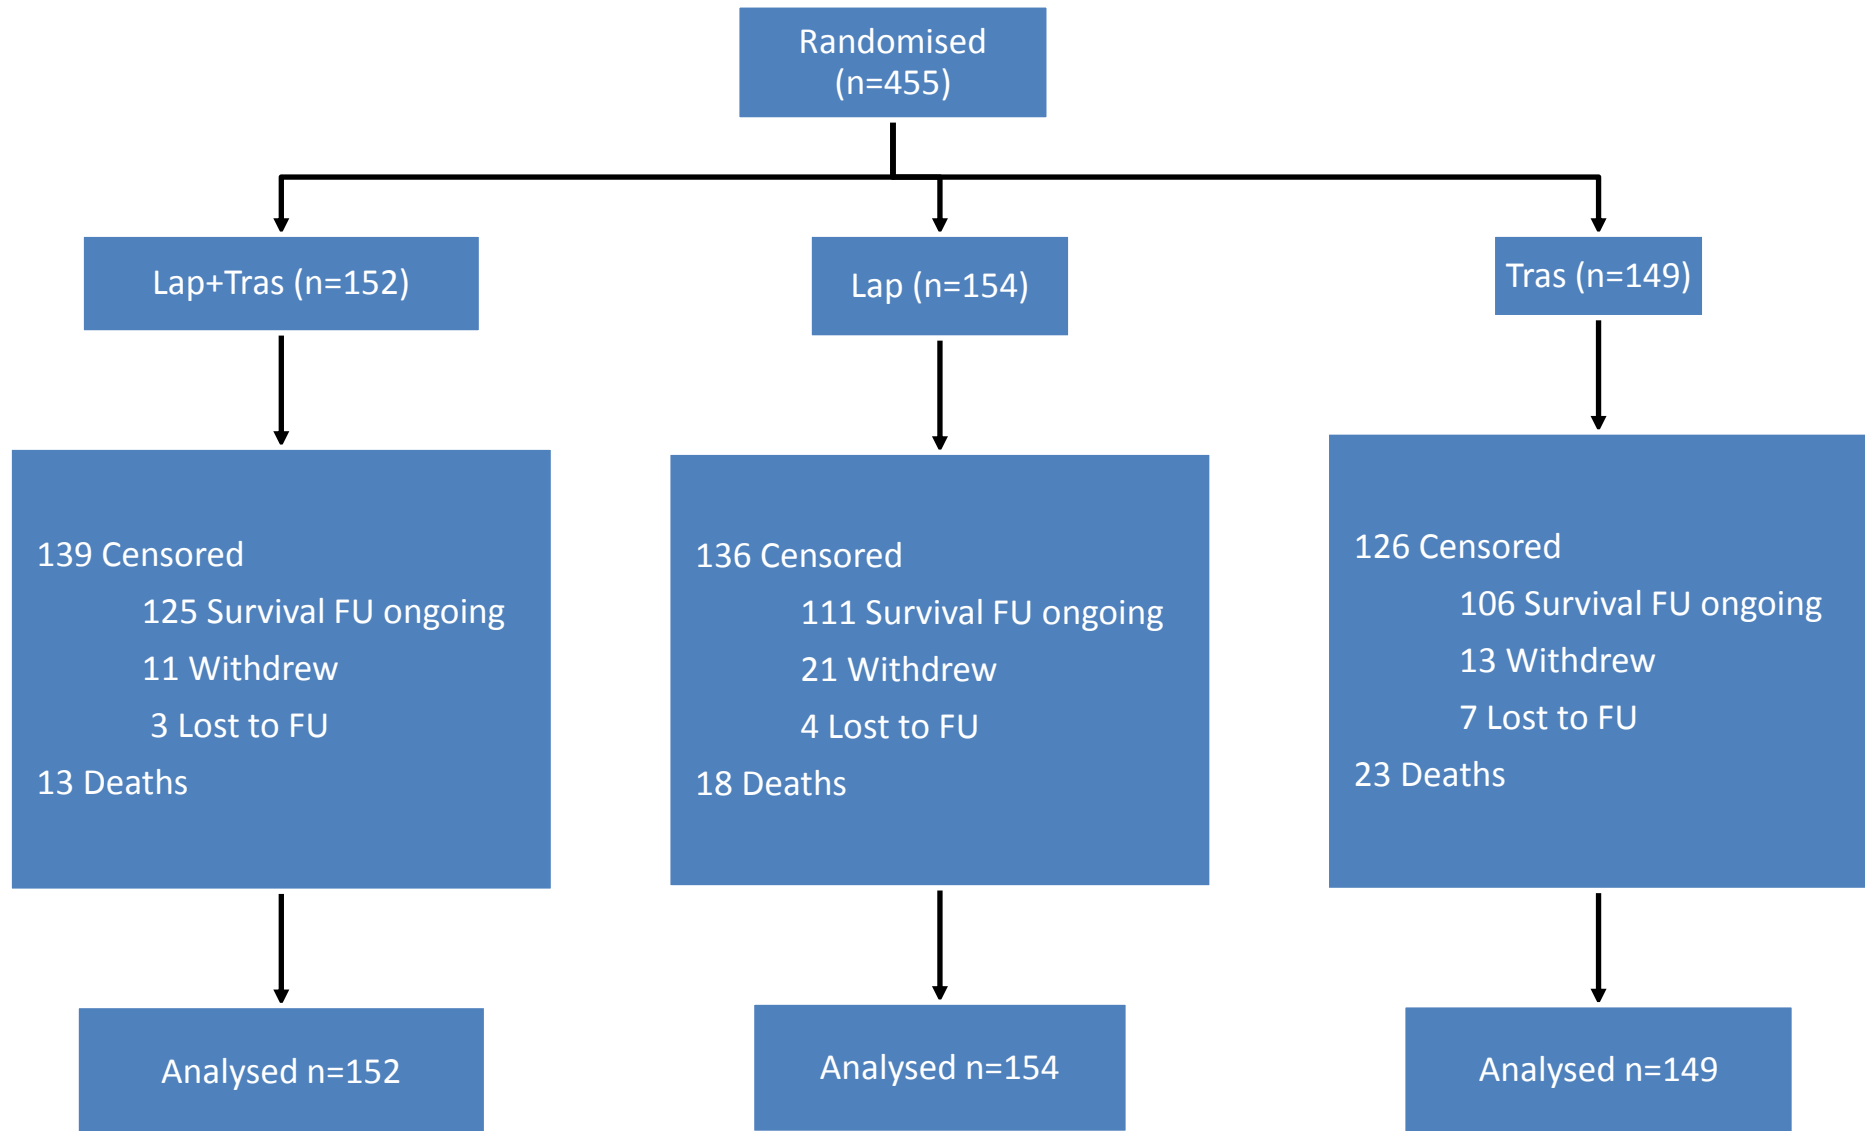 Randomised
(n=455)
Lap+Tras (n=152)
Lap (n=154)
Tras (n=149)
139 Censored
125 Survival FU ongoing
11 Withdrew
3 Lost to FU
13 Deaths
136 Censored
111 Survival FU ongoing
21 Withdrew
4 Lost to FU
18 Deaths
126 Censored
106 Survival FU ongoing
13 Withdrew
7 Lost to FU
23 Deaths
Analysed n=152
Analysed n=154
Analysed n=149